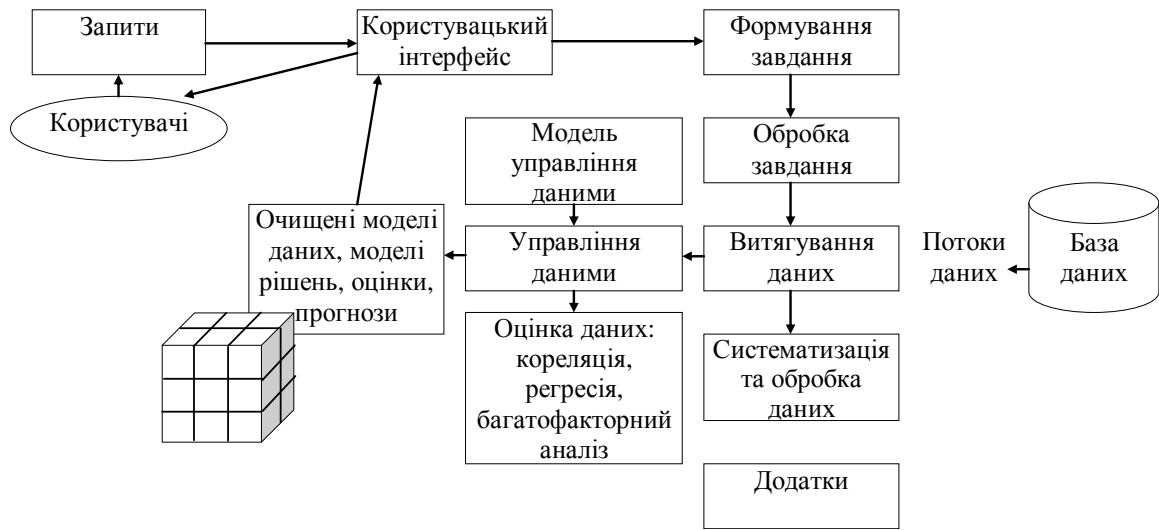 Запити
Користувацький
інтерфейс
Формування
завдання
Користувачі
Модель
управління
даними
Обробка
завдання
Очищені моделі
даних, моделі
рішень, оцінки,
прогнози
Управління
даними
Витягування
даних
Потоки
даних
База
даних
Оцінка даних:
кореляція,
регресія,
багатофакторний
аналіз
Систематизація
та обробка
даних
Додатки